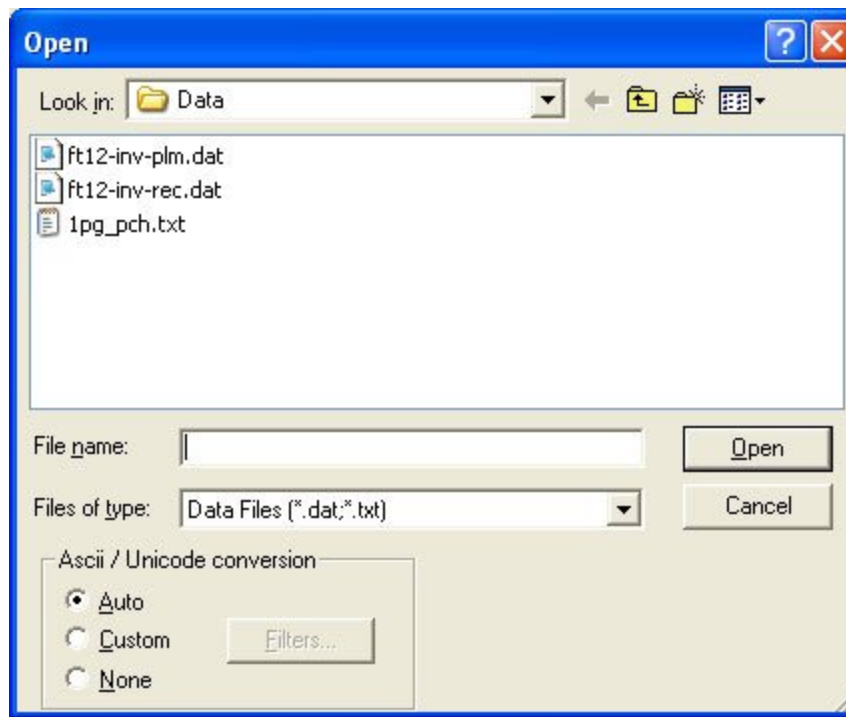 Open
Look in: Data
ft12-inv-plm.dat
ft12-inv-rec.dat
1pg_pch.txt
File name:
Open
Files of type: Data Files (*.dat;*.txt)
Cancel
Ascii / Unicode conversion
Auto
Custom
Filters...
None